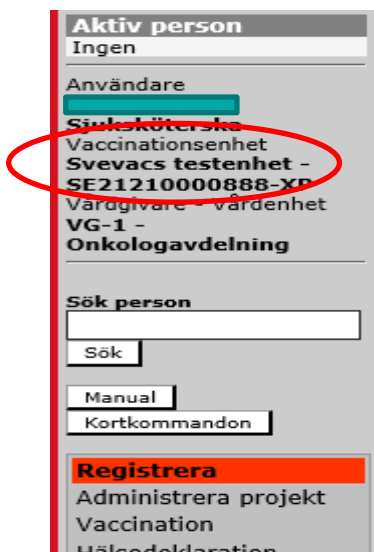 Aktiv person
Ingen
Användare
Sjuksköterska
Vaccinationsenhet
Svevacs testenhet -
SE21210000888-XP
Vårdgivare - Vårdenhet
VG-1 -
Onkologavdelning
Sök person
Sök
Manual
Kortkommandon
Registrera
Administrera projekt
Vaccination
Hälsodeklaration